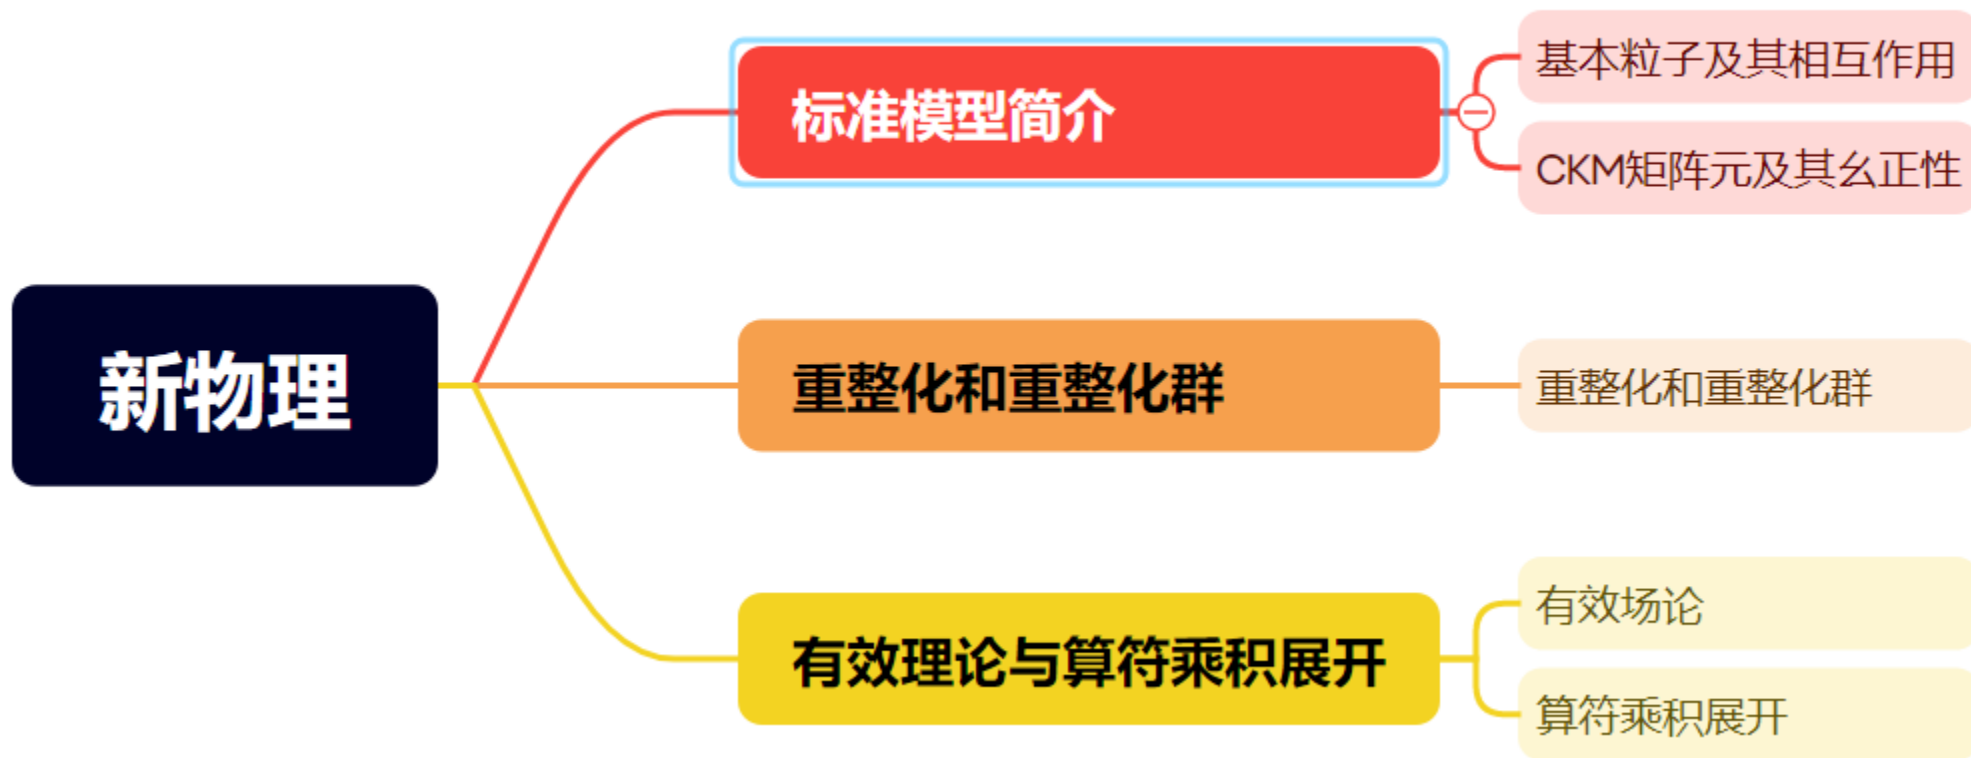 新物理
标准模型简介
基本粒子及其相互作用
CKM矩阵元及其幺正性
重整化和重整化群
重整化和重整化群
有效理论与算符乘积展开
有效场论
算符乘积展开